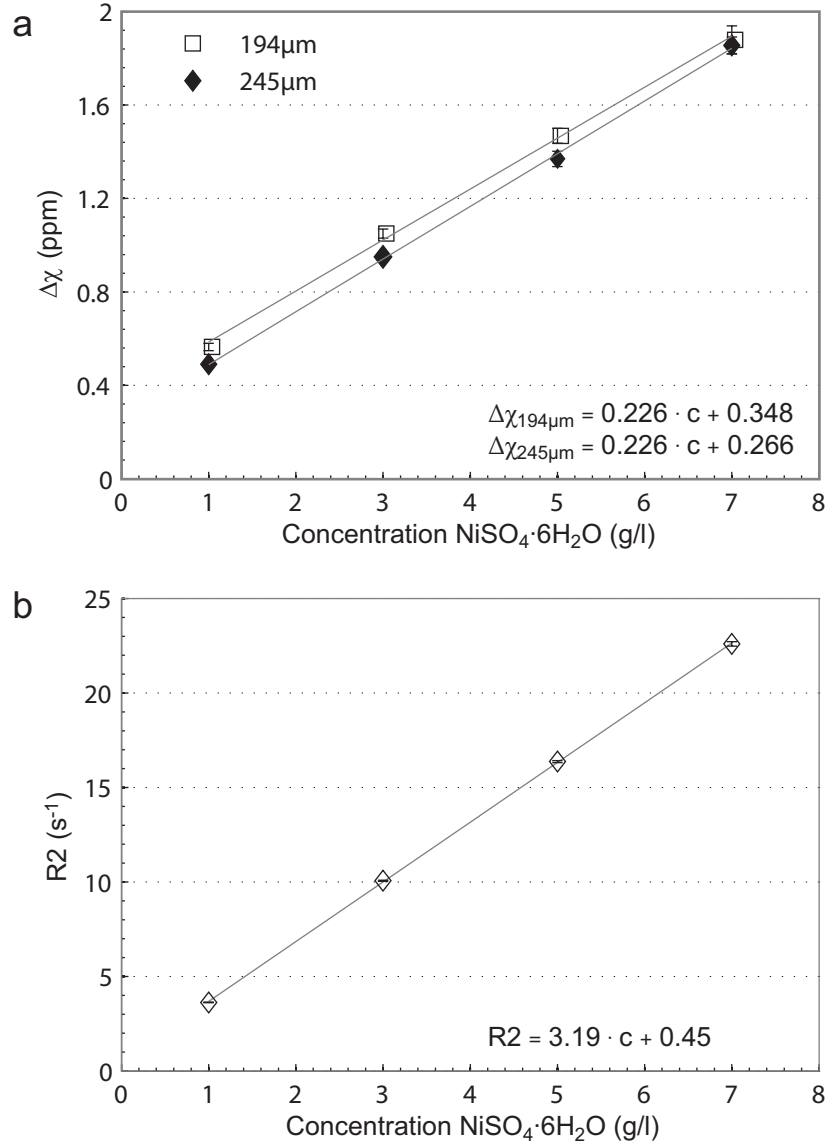 a
2
1.6
1.2
0.8
0.4
0
Δχ (ppm)
194μm
245μm
Δχ194μm = 0.226 · c + 0.348
Δχ245μm = 0.226 · c + 0.266
0 1 2 3 4 5 6 7 8
Concentration NiSO4·6H2O (g/l)
b
25
20
15
10
5
0
R2 (s-1)
R2 = 3.19 · c + 0.45
0 1 2 3 4 5 6 7 8
Concentration NiSO4·6H2O (g/l)